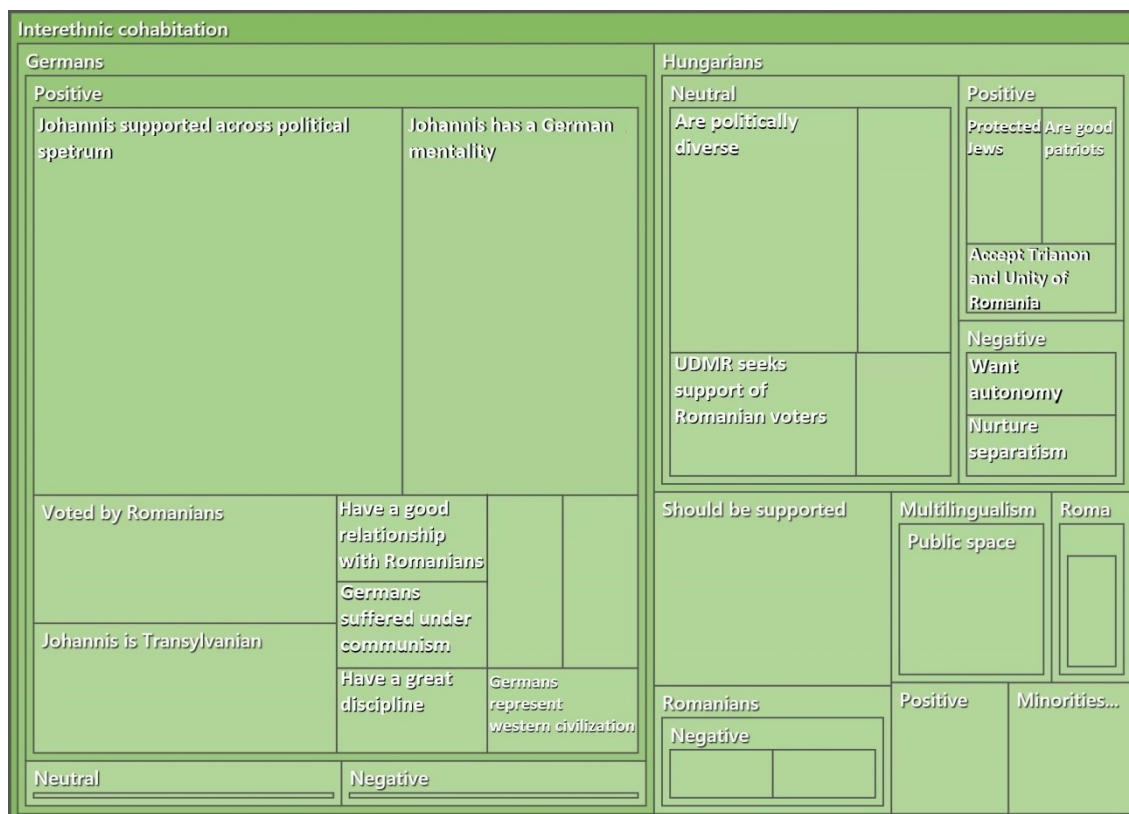 Interethnic cohabitation
Germans
Positive
Johannis supported across political
spetrum
Johannis has a German
mentality
Voted by Romanians
Johannis is Transylvanian
Have a good
relationship
with Romanians
Germans
suffered under
communism
Have a great
discipline
Germans
represent
western civilization
Neutral
Negative
Hungarians
Neutral
Are politically
diverse
UDMR seeks
support of
Romanian voters
Positive
Protected
Jews
Are good
patriots
Accept Trianon
and Unity of
Romania
Negative
Want
autonomy
Nurture
separatism
Should be supported
Multilingualism
Public space
Roma
Romanians
Negative
Positive
Minorities...